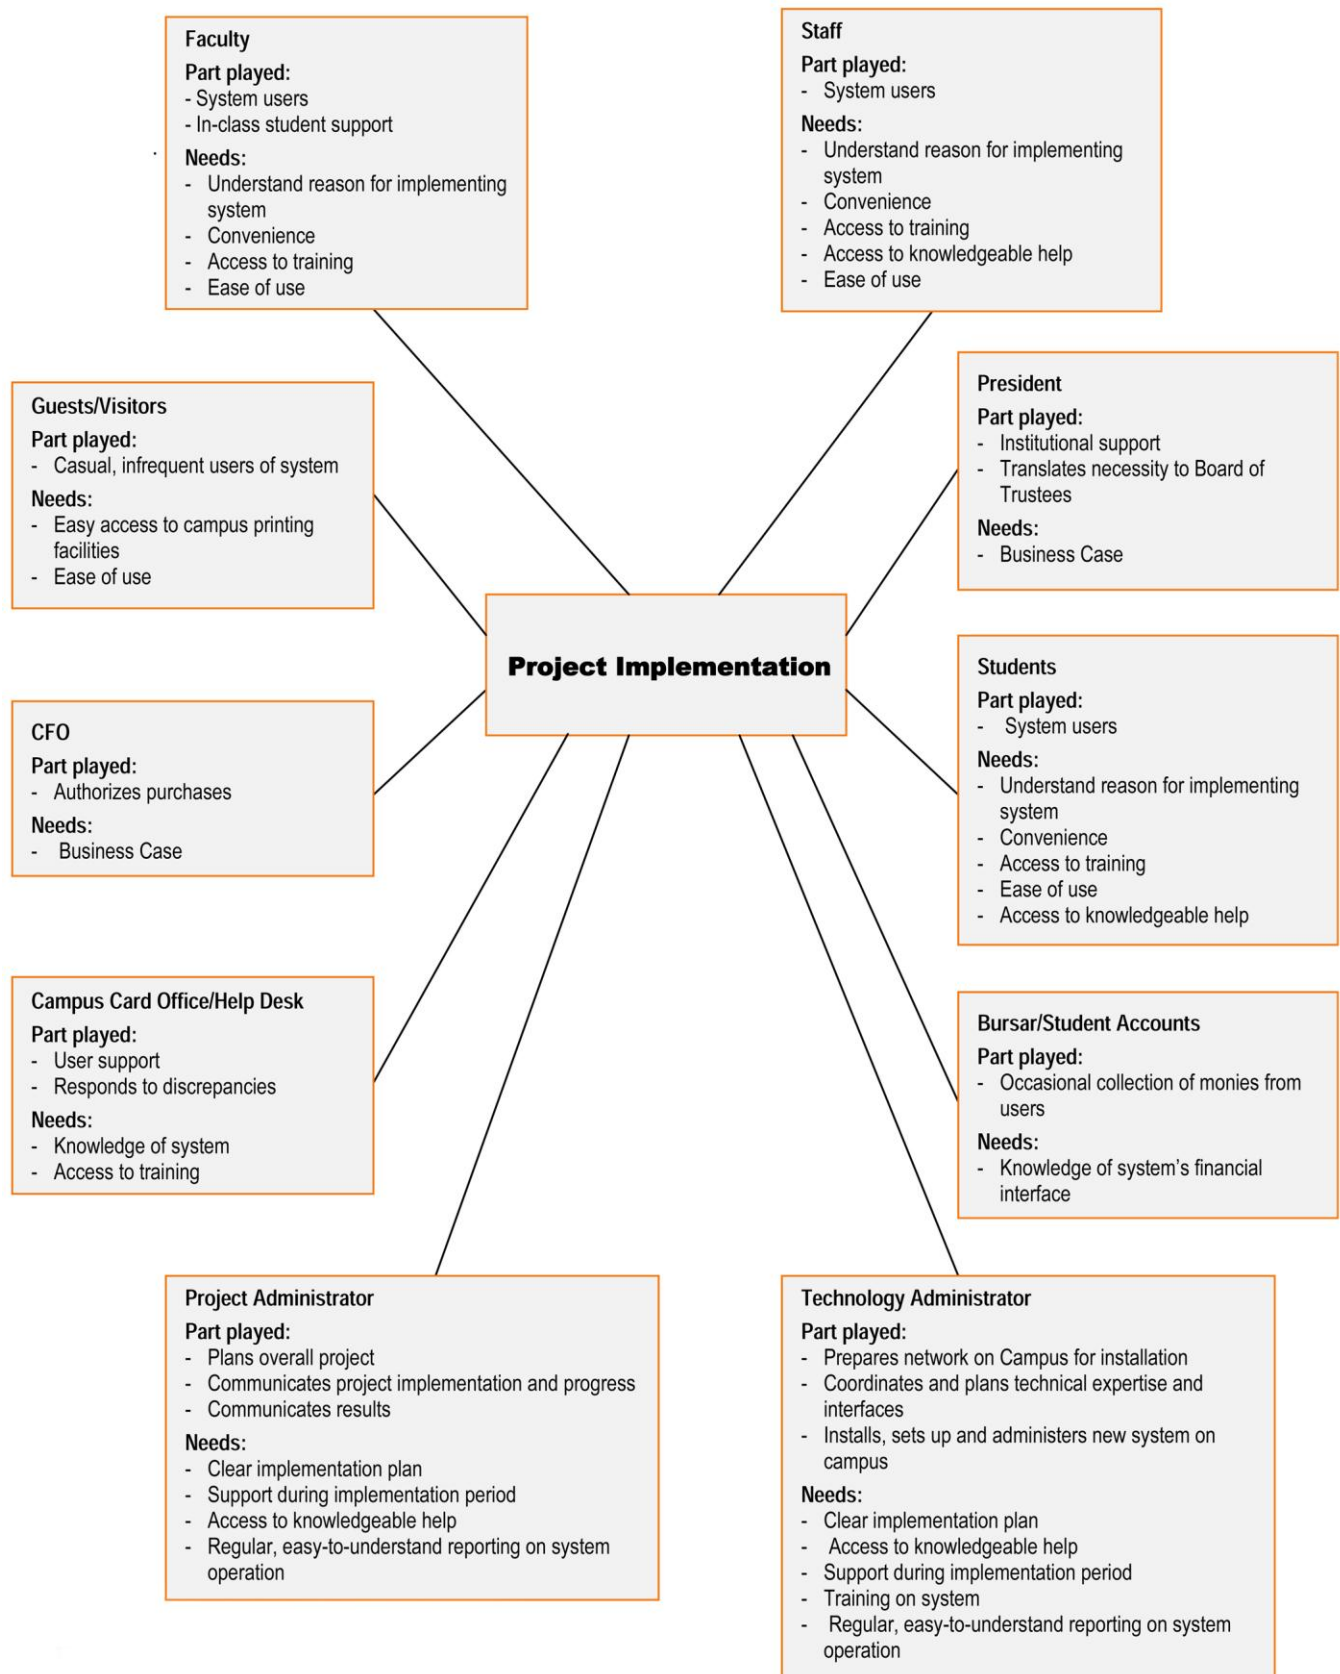 Faculty
Part played:
- System users
- In-class student support
Needs:
- Understand reason for implementing
system
- Convenience
- Access to training
- Ease of use
Staff
Part played:
- System users
Needs:
- Understand reason for implementing
system
- Convenience
- Access to training
- Access to knowledgeable help
- Ease of use
Guests/Visitors
Part played:
- Casual, infrequent users of system
Needs:
- Easy access to campus printing
facilities
- Ease of use
President
Part played:
- Institutional support
- Translates necessity to Board of
Trustees
Needs:
- Business Case
Project Implementation
CFO
Part played:
- Authorizes purchases
Needs:
- Business Case
Students
Part played:
- System users
Needs:
- Understand reason for implementing
system
- Convenience
- Access to training
- Ease of use
- Access to knowledgeable help
Campus Card Office/Help Desk
Part played:
- User support
- Responds to discrepancies
Needs:
- Knowledge of system
- Access to training
Bursar/Student Accounts
Part played:
- Occasional collection of monies from
users
Needs:
- Knowledge of system's financial
interface
Project Administrator
Part played:
- Plans overall project
- Communicates project implementation and progress
- Communicates results
Needs:
- Clear implementation plan
- Support during implementation period
- Access to knowledgeable help
- Regular, easy-to-understand reporting on system
operation
Technology Administrator
Part played:
- Prepares network on Campus for installation
- Coordinates and plans technical expertise and
interfaces
- Installs, sets up and administers new system on
campus
Needs:
- Clear implementation plan
- Access to knowledgeable help
- Support during implementation period
- Training on system
- Regular, easy-to-understand reporting on system
operation